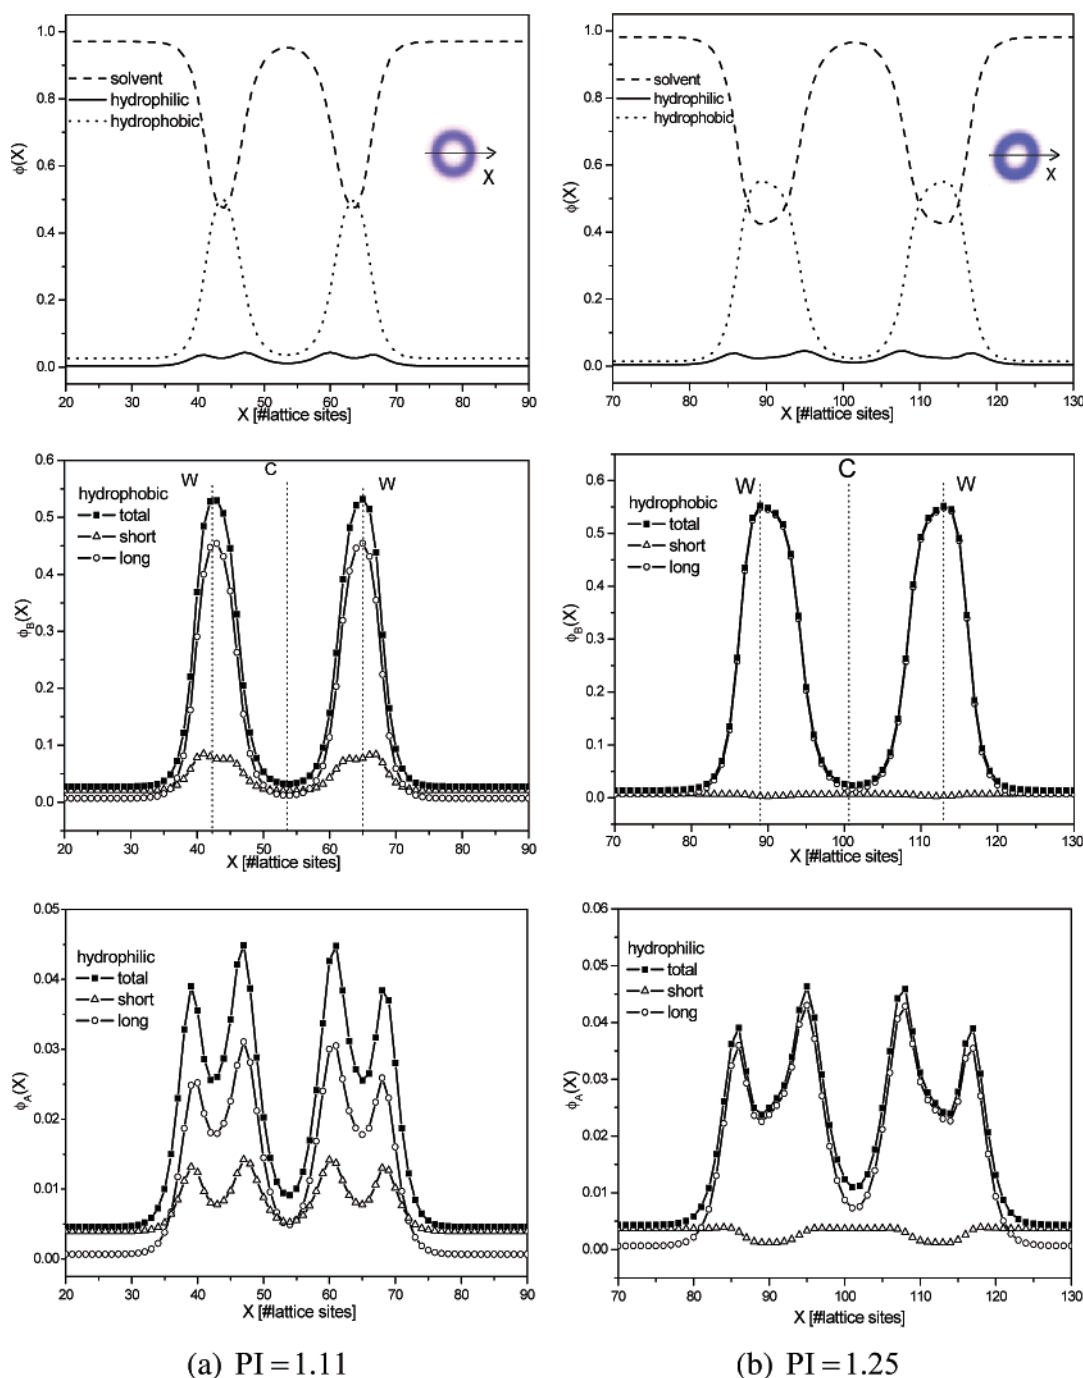 1.0
0.8
0.6
0.4
0.2
0.0
ϕ(X)
solvent
hydrophilic
hydrophobic
X
20 30 40 50 60 70 80 90
X [#lattice sites]
1.0
0.8
0.6
0.4
0.2
0.0
ϕ(X)
solvent
hydrophilic
hydrophobic
X
70 80 90 100 110 120 130
X [#lattice sites]
0.6
0.5
0.4
0.3
0.2
0.1
0.0
ϕB(X)
hydrophobic
total
short
long
W C W
20 30 40 50 60 70 80 90
X [#lattice sites]
0.6
0.5
0.4
0.3
0.2
0.1
0.0
ϕB(X)
hydrophobic
total
short
long
W C W
70 80 90 100 110 120 130
X [#lattice sites]
0.05
0.04
0.03
0.02
0.01
0.00
ϕA(X)
hydrophilic
total
short
long
20 30 40 50 60 70 80 90
X [#lattice sites]
0.06
0.05
0.04
0.03
0.02
0.01
0.00
ϕA(X)
hydrophilic
total
short
long
70 80 90 100 110 120 130
X [#lattice sites]
(a) PI = 1.11
(b) PI = 1.25